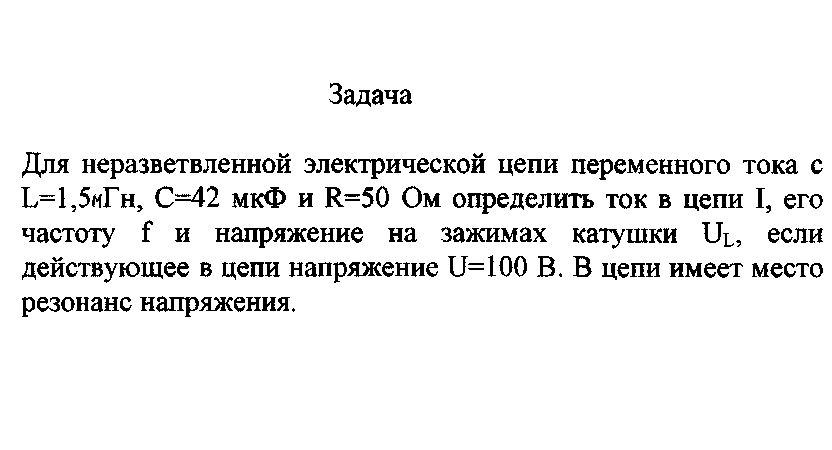 Задача
Для неразветвленной электрической цепи переменного тока с
L=1,5мГн, C=42 мкФ и R=50 Ом определить ток в цепи I, его
частоту f и напряжение на зажимах катушки UL, если
действующее в цепи напряжение U=100 В. В цепи имеет место
резонанс напряжения.